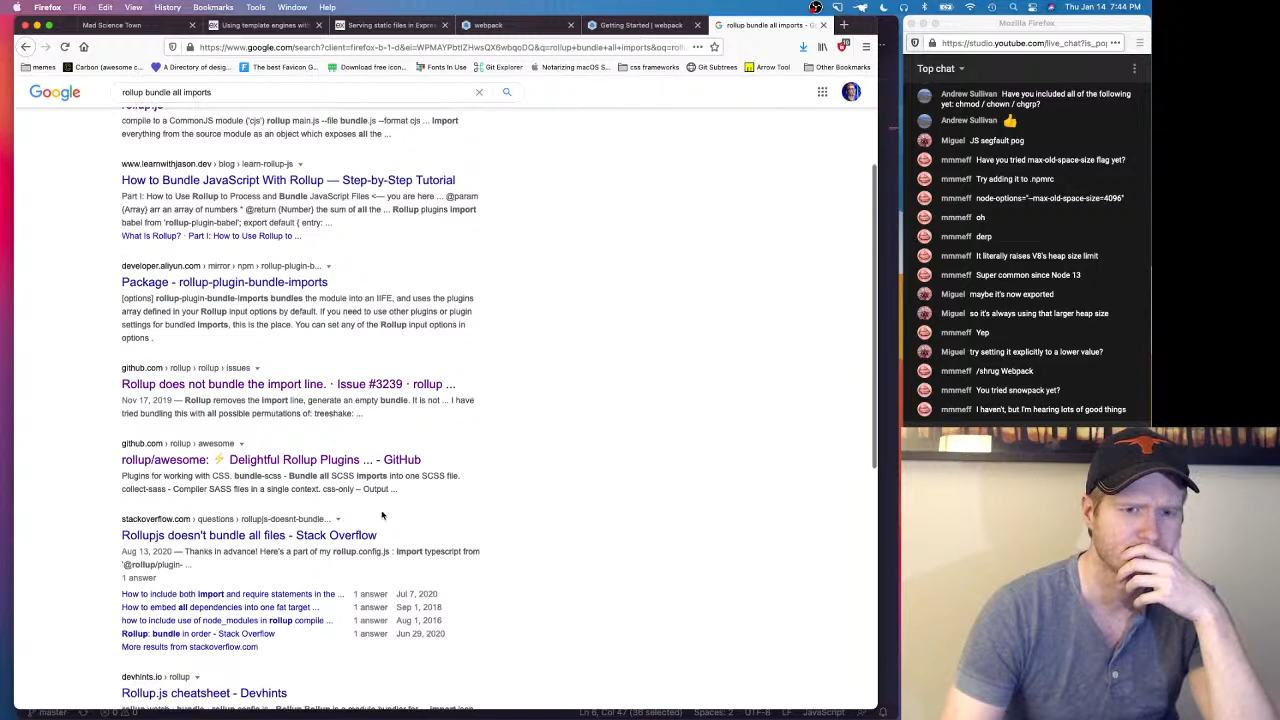 Firefox File Edit View History Bookmarks Tools Window Help
Thu Jan 14 7:44 PM
Mad Science Town
Using template engines with
Serving static files in Expres
webpack
Getting Started | webpack
rollup bundle all imports - Go
Mozilla Firefox
https://www.google.com/search?client=firefox-b-1-d&ei=WPMAYPbtIZHwsQX6wbqoDQ&q=rollup+bundle+all+imports&oq=roll
https://studio.youtube.com/live_chat?is_pop
memes
Carbon (awesome c...
A Directory of desig...
The best Favicon G...
Download free icon...
Fonts In Use
Git Explorer
Notarizing macOS S...
css frameworks
Git Subtrees
Arrow Tool
Other Bookmarks
Google
rollup bundle all imports
rollup.js
compile to a CommonJS module ('cjs') rollup main.js --file bundle.js --format cjs ... Import
everything from the source module as an object which exposes all the ...
www.learnwithjason.dev › blog › learn-rollup-js
How to Bundle JavaScript With Rollup — Step-by-Step Tutorial
Part I: How to Use Rollup to Process and Bundle JavaScript Files <— you are here ... @param
{Array} arr an array of numbers * @return {Number} the sum of all the ... Rollup plugins import
babel from 'rollup-plugin-babel'; export default { entry: ...
What Is Rollup? · Part I: How to Use Rollup to ...
developer.aliyun.com › mirror › npm › rollup-plugin-b...
Package - rollup-plugin-bundle-imports
[options] rollup-plugin-bundle-imports bundles the module into an IIFE, and uses the plugins
array defined in your Rollup input options by default. If you need to use other plugins or plugin
settings for bundled imports, this is the place. You can set any of the Rollup input options in
options .
github.com › rollup › rollup › issues
Rollup does not bundle the import line. · Issue #3239 · rollup ...
Nov 17, 2019 — Rollup removes the import line, generate an empty bundle. It is not ... I have
tried bundling this with all possible permutations of: treeshake: ...
github.com › rollup › awesome
rollup/awesome: ⚡ Delightful Rollup Plugins ... - GitHub
Plugins for working with CSS. bundle-scss - Bundle all SCSS imports into one SCSS file.
collect-sass - Compiler SASS files in a single context. css-only – Output ...
stackoverflow.com › questions › rollupjs-doesnt-bundle...
Rollupjs doesn't bundle all files - Stack Overflow
Aug 13, 2020 — Thanks in advance! Here's a part of my rollup.config.js : import typescript from
'@rollup/plugin- ...
1 answer
How to include both import and require statements in the ... 1 answer Jul 7, 2020
How to embed all dependencies into one fat target ... 1 answer Sep 1, 2018
how to include use of node_modules in rollup compile ... 1 answer Aug 1, 2016
Rollup: bundle in order - Stack Overflow 1 answer Jun 29, 2020
More results from stackoverflow.com
devhints.io › rollup
Rollup.js cheatsheet - Devhints
master
Ln 6, Col 47 (36 selected) Spaces: 2 UTF-8 LF JavaScript
Top chat
Andrew Sullivan Have you included all of the following
yet: chmod / chown / chgrp?
Andrew Sullivan 👍
Miguel JS segfault pog
mmmeff Have you tried max-old-space-size flag yet?
mmmeff Try adding it to .npmrc
mmmeff node-options="--max-old-space-size=4096"
mmmeff oh
mmmeff derp
mmmeff It literally raises V8's heap size limit
mmmeff Super common since Node 13
Miguel maybe it's now exported
Miguel so it's always using that larger heap size
mmmeff Yep
Miguel try setting it explicitly to a lower value?
mmmeff /shrug Webpack
mmmeff You tried snowpack yet?
mmmeff I haven't, but I'm hearing lots of good things